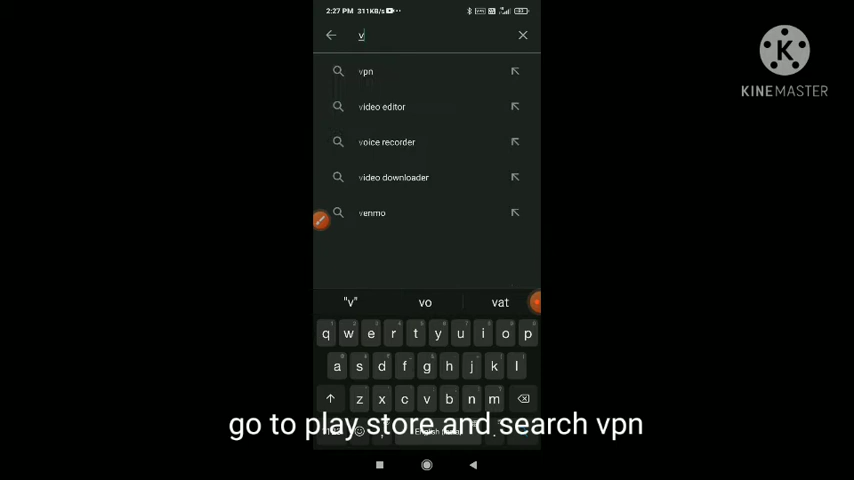 2:27 PM 311KB/s
v
KINEMASTER
vpn
video editor
voice recorder
video downloader
venmo
"v" vo vat
q w e r t y u i o p
a s d f g h j k l
z x c v b n m
go to play store and search vpn